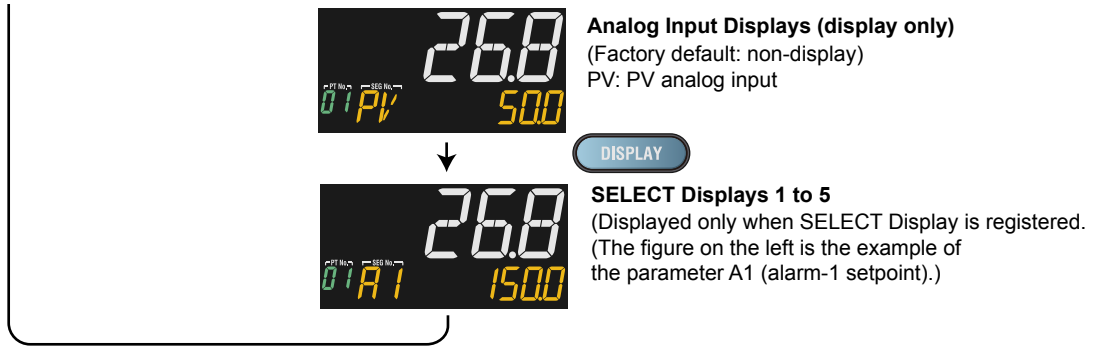 26.8
Analog Input Displays (display only)
(Factory default: non-display)
PV: PV analog input
PT No. SEG No.
01 PV 50.0
DISPLAY
26.8
SELECT Displays 1 to 5
(Displayed only when SELECT Display is registered.
(The figure on the left is the example of
the parameter A1 (alarm-1 setpoint).)
PT No. SEG No.
01 A1 150.0